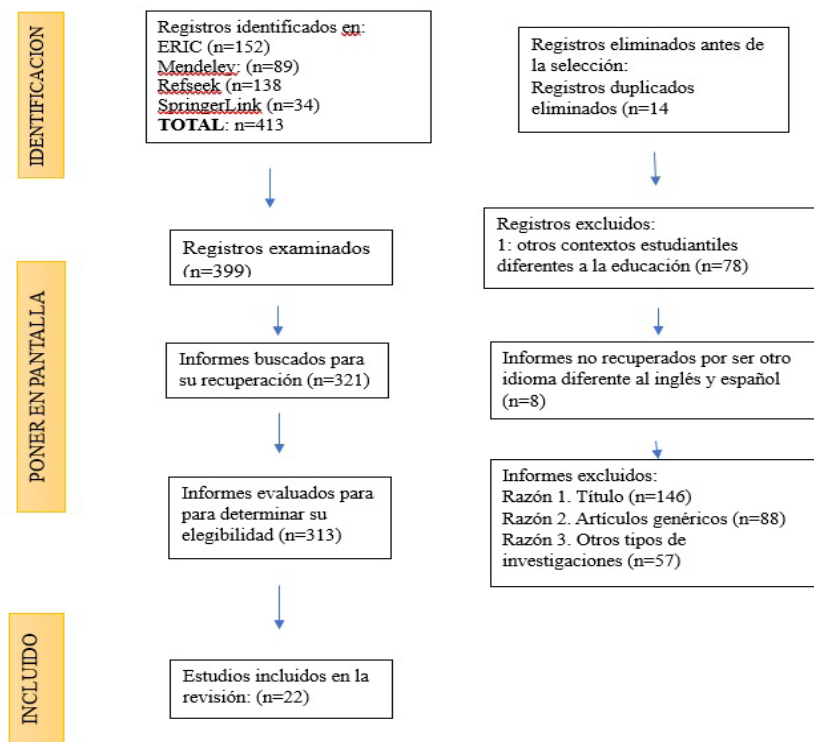 IDENTIFICACION
Registros identificados en:
ERIC (n=152)
Mendeley: (n=89)
Refseek (n=138
SpringerLink (n=34)
TOTAL: n=413
Registros eliminados antes de
la selección:
Registros duplicados
eliminados (n=14
PONER EN PANTALLA
Registros examinados
(n=399)
Registros excluidos:
1: otros contextos estudiantiles
diferentes a la educación (n=78)
Informes buscados para
su recuperación (n=321)
Informes no recuperados por ser otro
idioma diferente al inglés y español
(n=8)
Informes evaluados para
para determinar su
elegibilidad (n=313)
Informes excluidos:
Razón 1. Título (n=146)
Razón 2. Artículos genéricos (n=88)
Razón 3. Otros tipos de
investigaciones (n=57)
INCLUIDO
Estudios incluidos en la
revisión: (n=22)